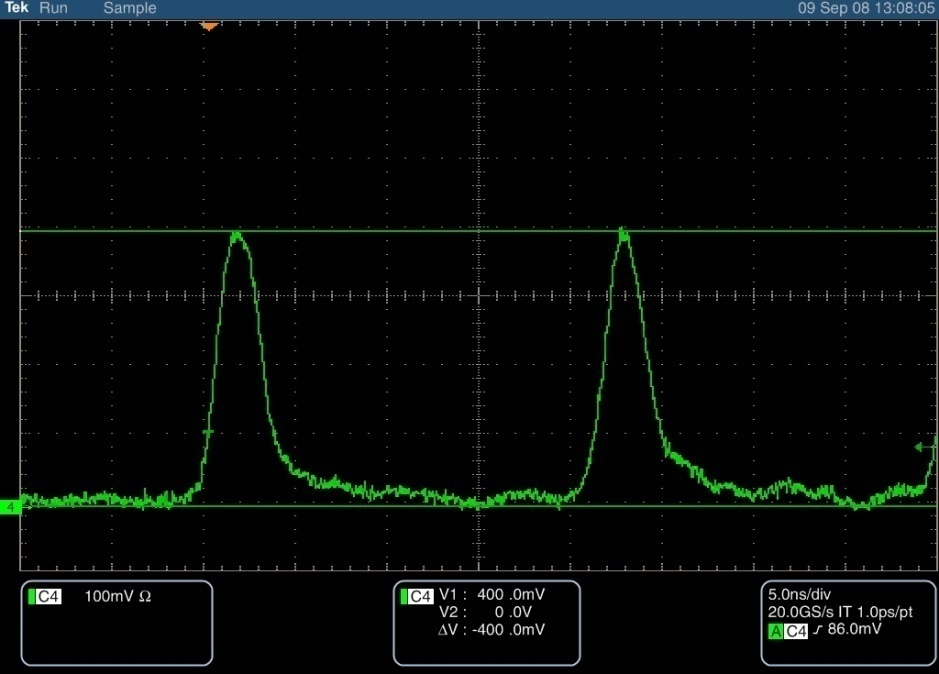 Tek Run Sample 09 Sep 08 13:08:05
4
C4 100mV Ω
C4 V1 : 400 .0mV
V2 : 0 .0V
ΔV : -400 .0mV
5.0ns/div
20.0GS/s IT 1.0ps/pt
A C4 ƒ 86.0mV